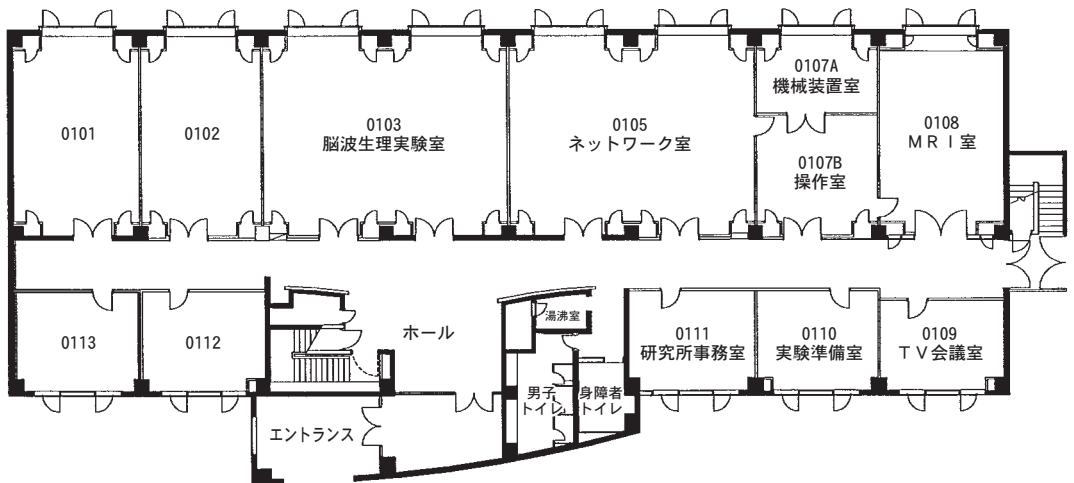 0101
0102
0103
脳波生理実験室
0105
ネットワーク室
0107A
機械装置室
0107B
操作室
0108
ＭＲＩ室
0113
0112
ホール
湯沸室
男子
トイレ
身障者
トイレ
0111
研究所事務室
0110
実験準備室
0109
ＴＶ会議室
エントランス